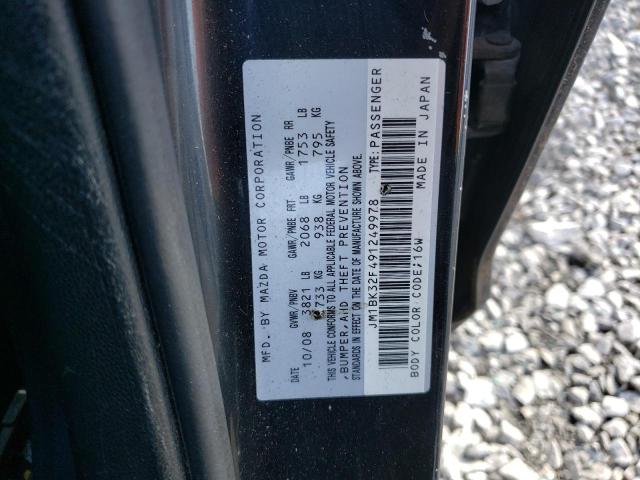 MFD. BY MAZDA MOTOR CORPORATION
DATE GVWR/PNBV GAWR/PNBE FRT GAWR/PNBE RR
10/08 3821 LB 2068 LB 1753 LB
1733 KG 938 KG 795 KG
THIS VEHICLE CONFORMS TO ALL APPLICABLE FEDERAL MOTOR VEHICLE SAFETY
,BUMPER,AND THEFT PREVENTION
STANDARDS IN EFFECT ON THE DATE OF MANUFACTURE SHOWN ABOVE.
JM1BK32F491249978 TYPE:PASSENGER
BODY COLOR CODE:16W MADE IN JAPAN